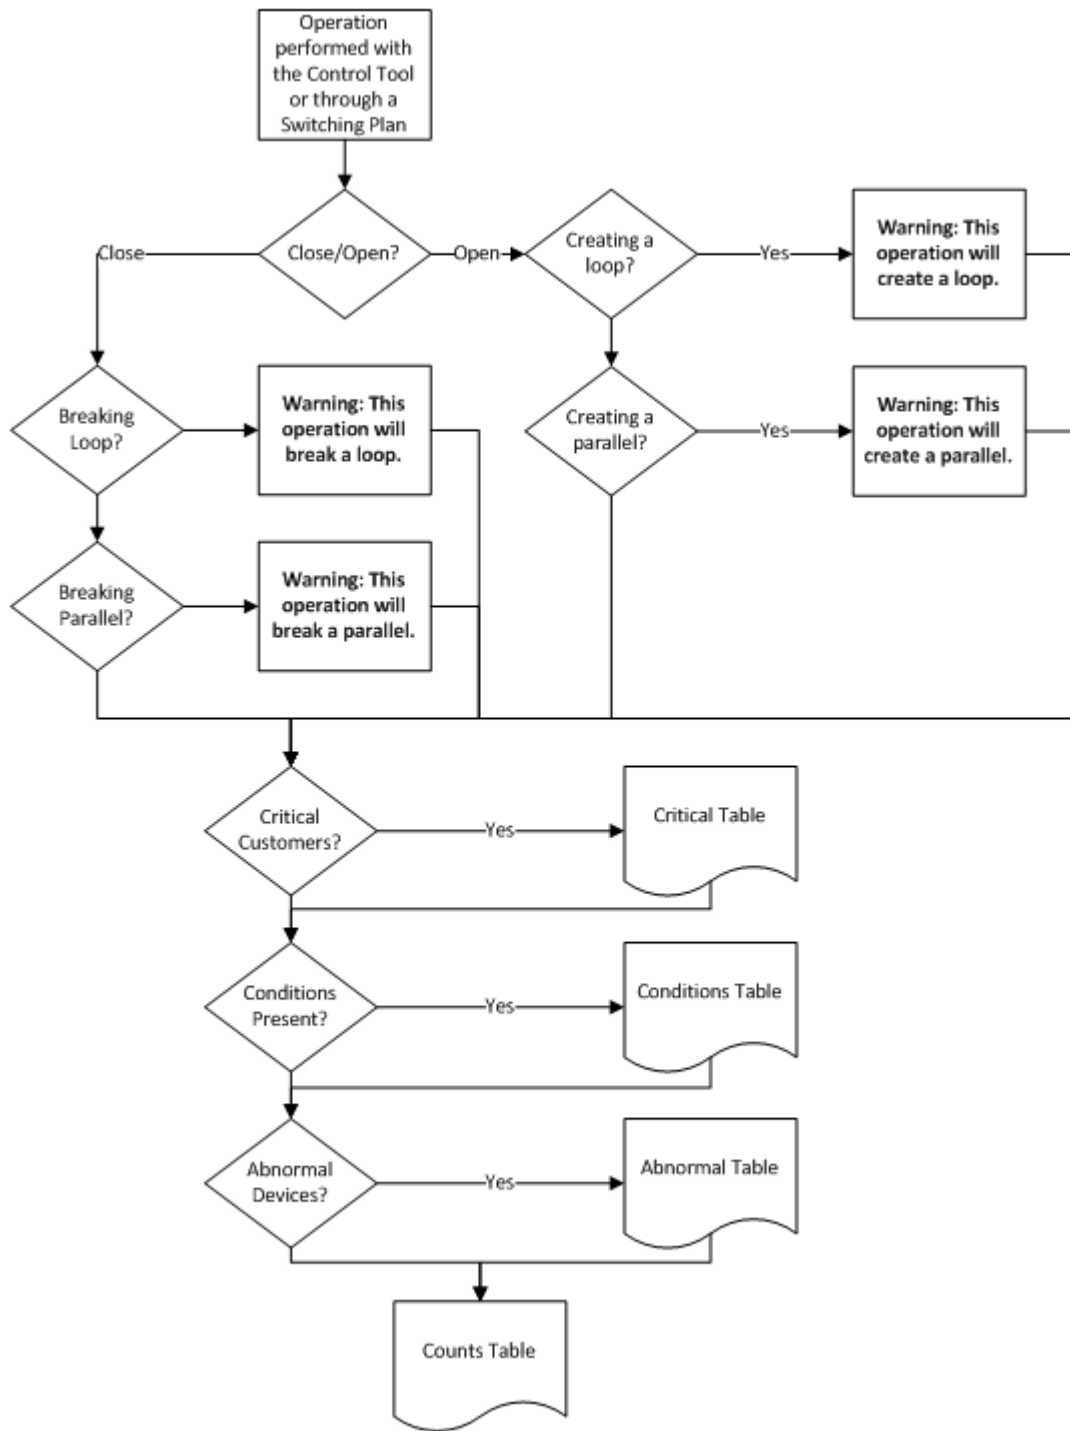 Operation
performed with
the Control Tool
or through a
Switching Plan
Close
Close/Open?
Open
Creating a
loop?
Yes
Warning: This
operation will
create a loop.
Breaking
Loop?
Warning: This
operation will
break a loop.
Creating a
parallel?
Yes
Warning: This
operation will
create a parallel.
Breaking
Parallel?
Warning: This
operation will
break a parallel.
Critical
Customers?
Yes
Critical Table
Conditions
Present?
Yes
Conditions Table
Abnormal
Devices?
Yes
Abnormal Table
Counts Table